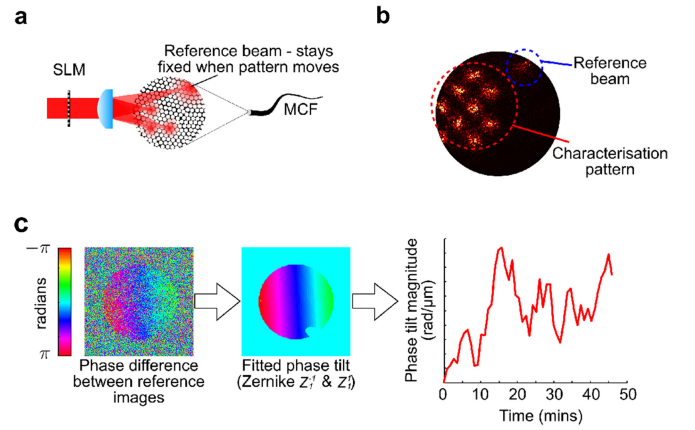 a
Reference beam - stays
fixed when pattern moves
SLM
MCF
b
Reference
beam
Characterisation
pattern
c
−π
radians
π
Phase difference
between reference
images
Fitted phase tilt
(Zernike Z₁⁻¹ & Z₁¹)
Phase tilt magnitude
(rad/μm)
0 10 20 30 40 50
Time (mins)